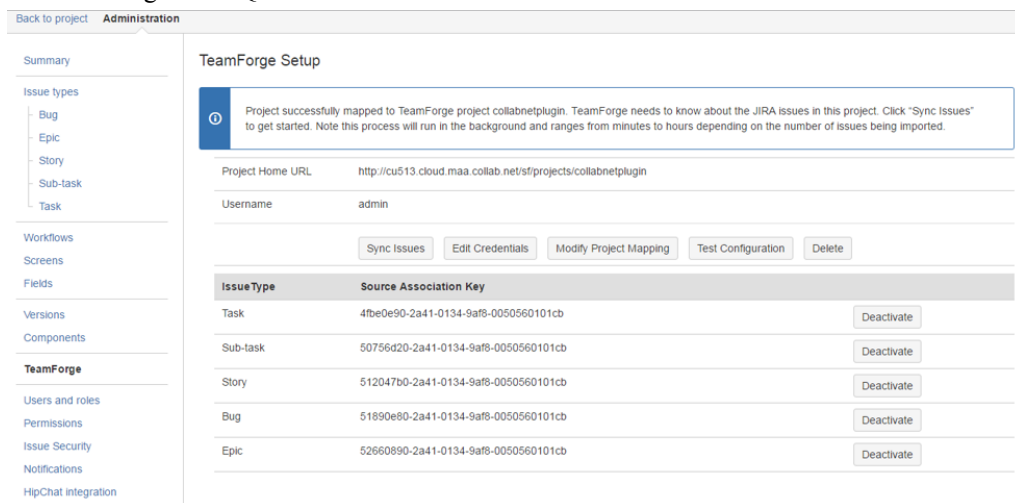 Back to project Administration
Summary
Issue types
Bug
Epic
Story
Sub-task
Task
Workflows
Screens
Fields
Versions
Components
TeamForge
Users and roles
Permissions
Issue Security
Notifications
HipChat integration
TeamForge Setup
Project successfully mapped to TeamForge project collabnetplugin. TeamForge needs to know about the JIRA issues in this project. Click "Sync Issues"
to get started. Note this process will run in the background and ranges from minutes to hours depending on the number of issues being imported.
Project Home URL http://cu513.cloud.maa.collab.net/sf/projects/collabnetplugin
Username admin
Sync Issues Edit Credentials Modify Project Mapping Test Configuration Delete
IssueType Source Association Key
Task 4fbe0e90-2a41-0134-9af8-0050560101cb Deactivate
Sub-task 50756d20-2a41-0134-9af8-0050560101cb Deactivate
Story 512047b0-2a41-0134-9af8-0050560101cb Deactivate
Bug 51890e80-2a41-0134-9af8-0050560101cb Deactivate
Epic 52660890-2a41-0134-9af8-0050560101cb Deactivate